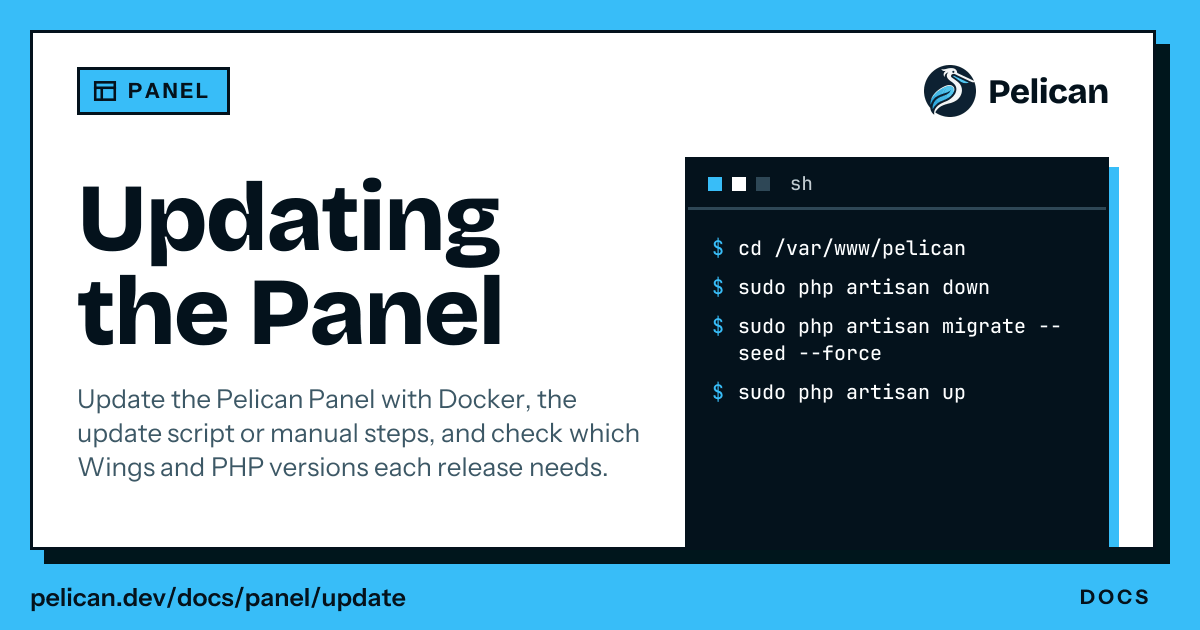 PANEL
Pelican
Updating
the Panel
Update the Pelican Panel with Docker, the
update script or manual steps, and check which
Wings and PHP versions each release needs.
sh
$ cd /var/www/pelican
$ sudo php artisan down
$ sudo php artisan migrate --
seed --force
$ sudo php artisan up
pelican.dev/docs/panel/update
DOCS